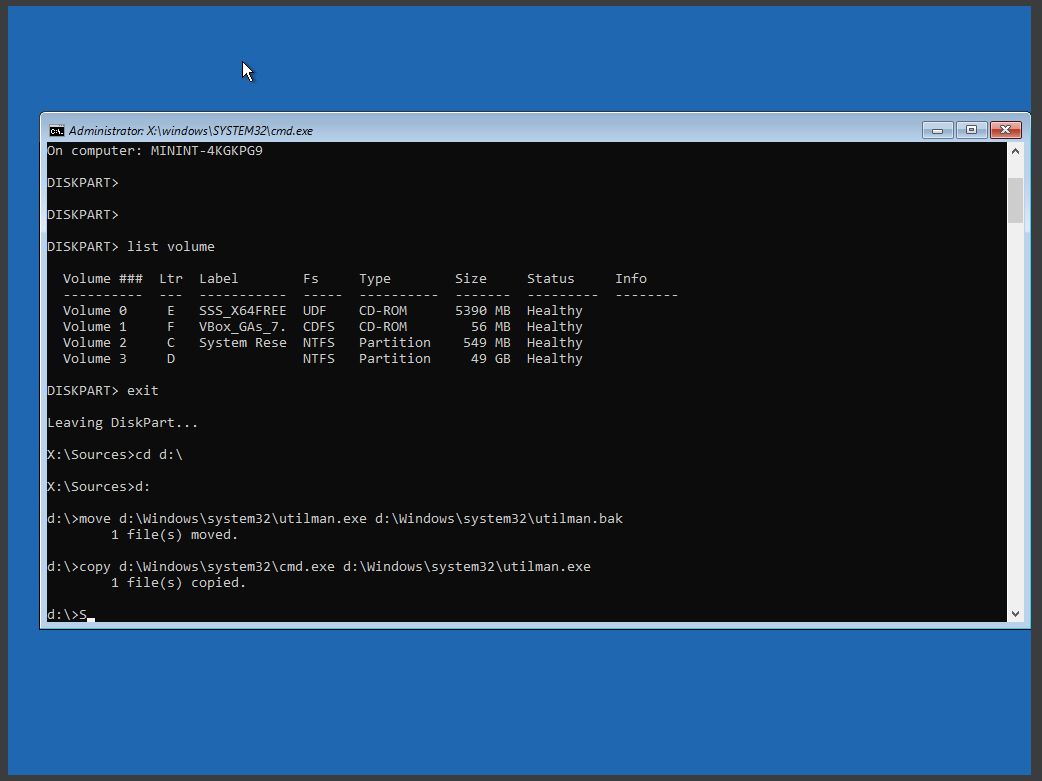 Administrator: X:\windows\SYSTEM32\cmd.exe
On computer: MININT-4KGKPG9
DISKPART>
DISKPART>
DISKPART> list volume
Volume ###  Ltr  Label        Fs     Type        Size     Status     Info
----------  ---  -----------  -----  ----------  -------  ---------  --------
Volume 0     E   SSS_X64FREE  UDF    CD-ROM      5390 MB  Healthy
Volume 1     F   VBox_GAs_7.  CDFS   CD-ROM        56 MB  Healthy
Volume 2     C   System Rese  NTFS   Partition    549 MB  Healthy
Volume 3     D                NTFS   Partition     49 GB  Healthy
DISKPART> exit
Leaving DiskPart...
X:\Sources>cd d:\
X:\Sources>d:
d:\>move d:\Windows\system32\utilman.exe d:\Windows\system32\utilman.bak
1 file(s) moved.
d:\>copy d:\Windows\system32\cmd.exe d:\Windows\system32\utilman.exe
1 file(s) copied.
d:\>S